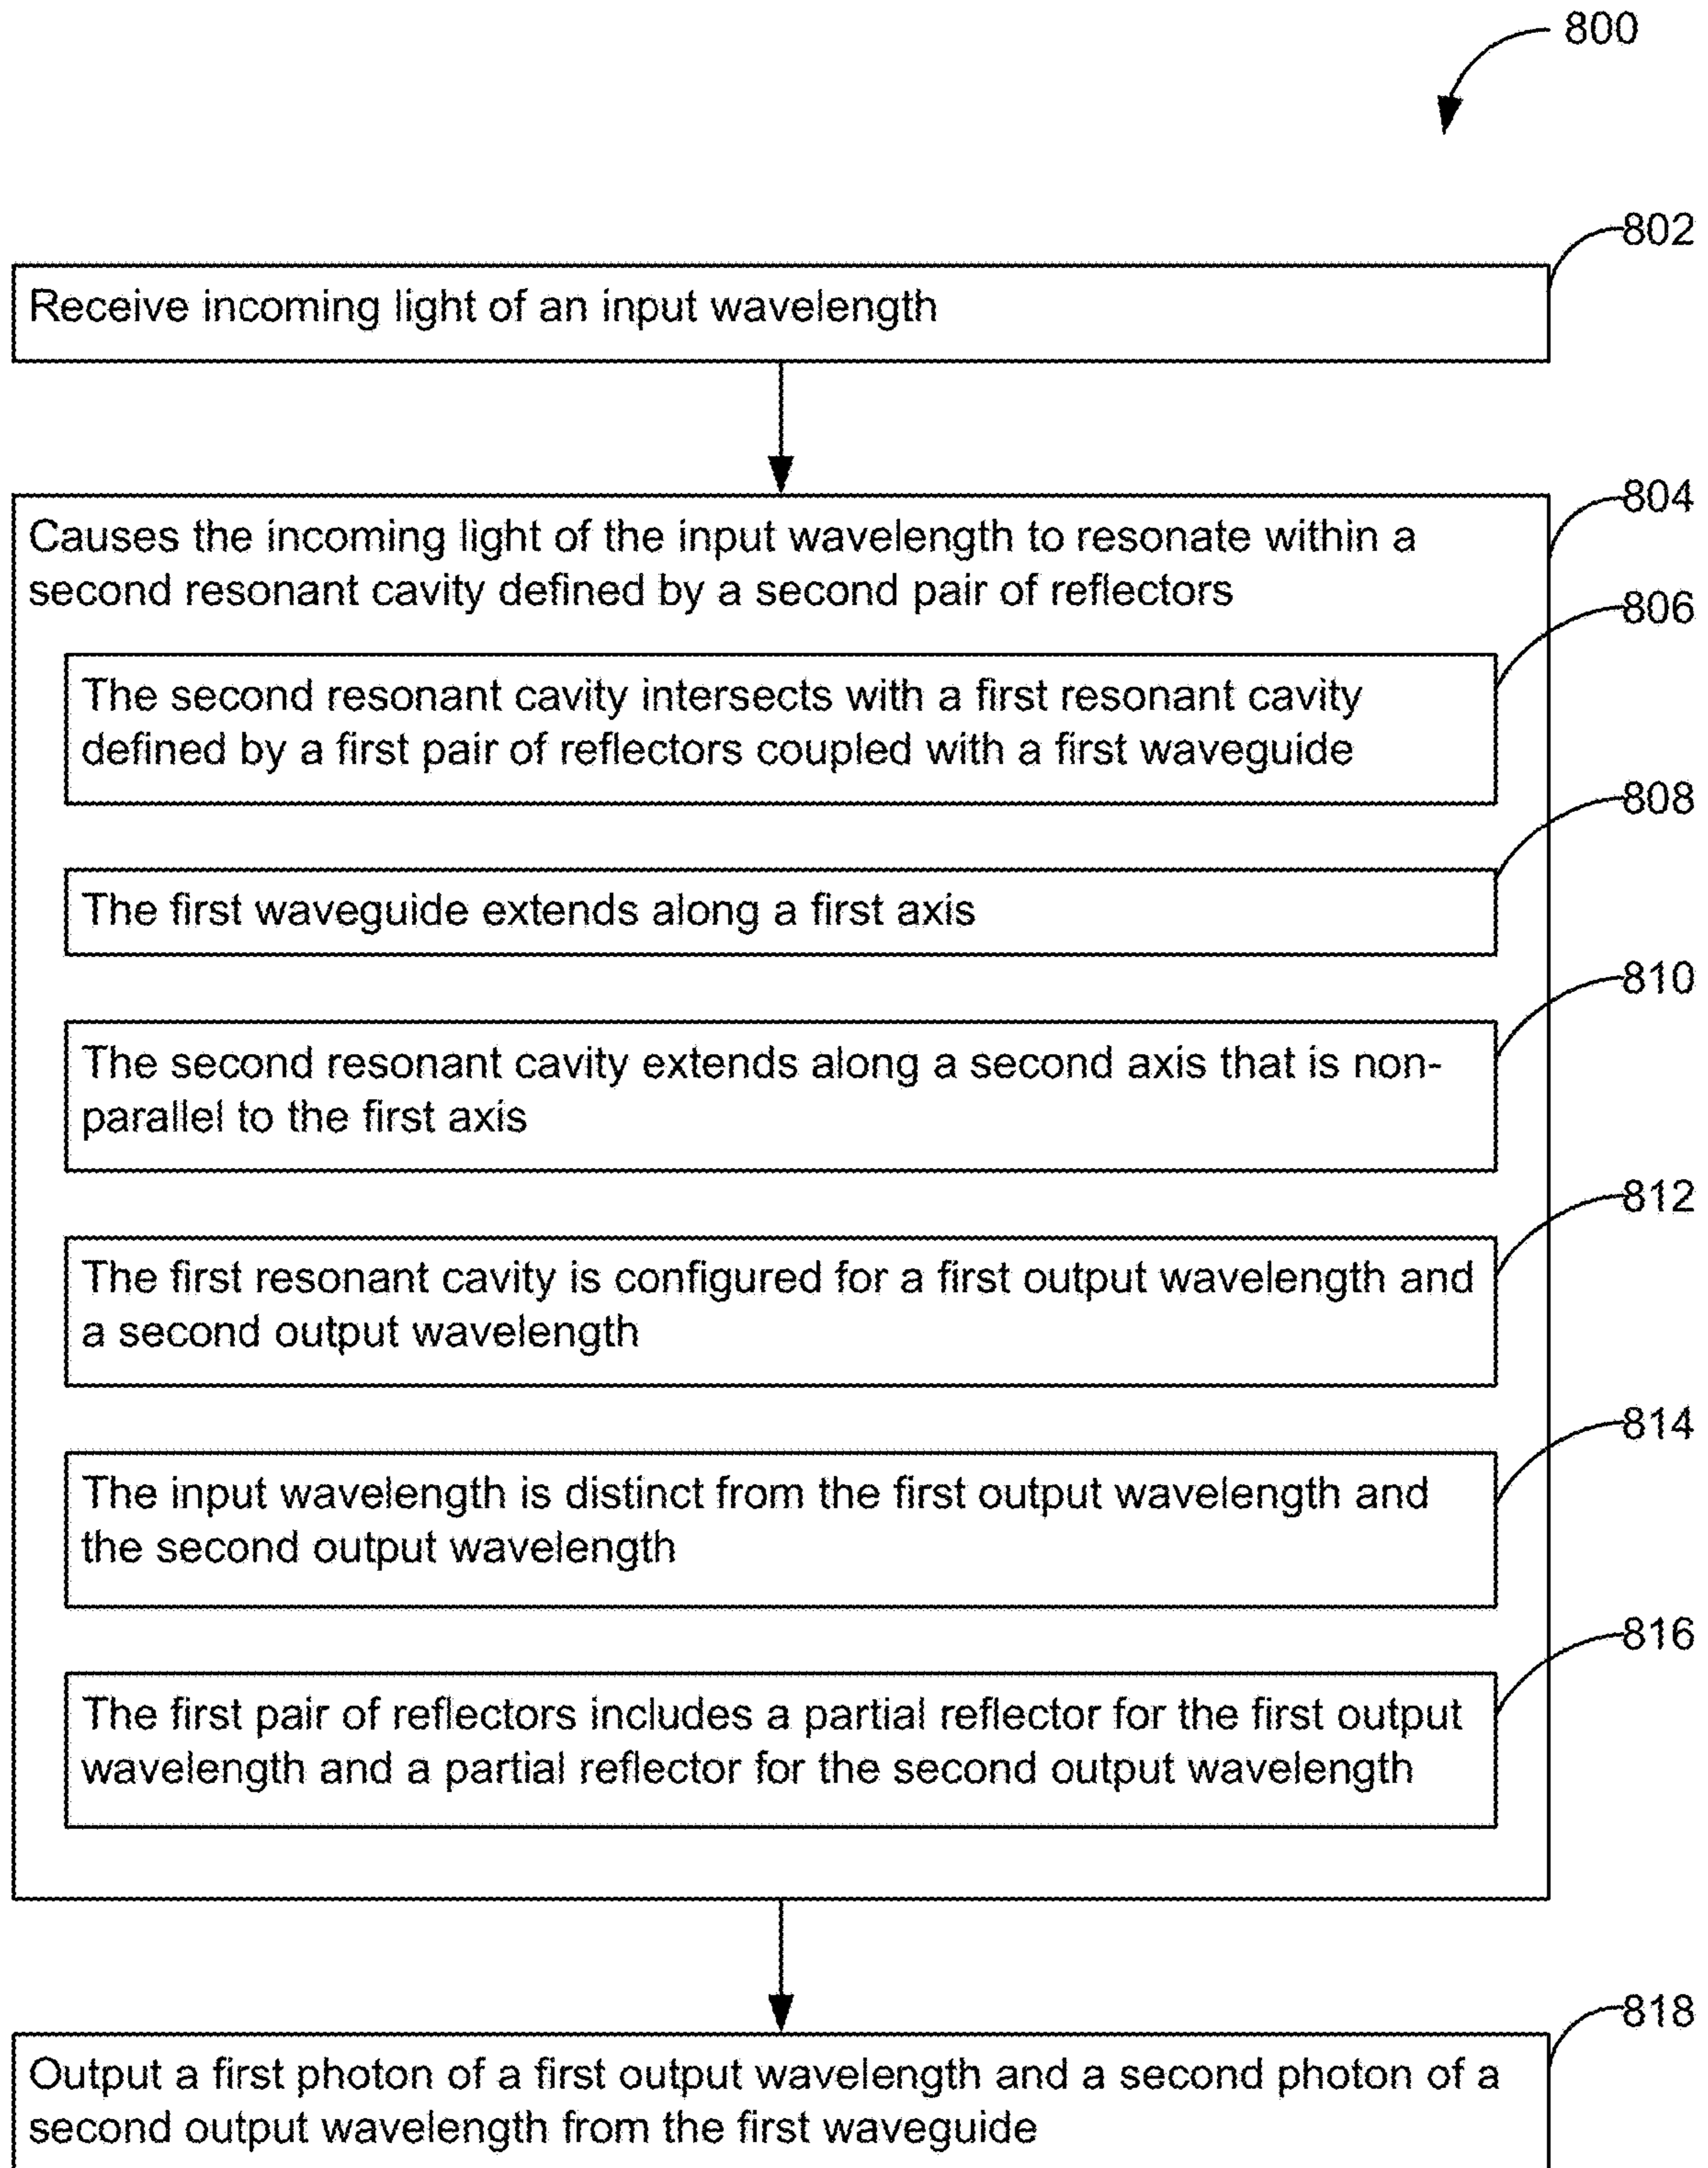 800
802
Receive incoming light of an input wavelength
804
Causes the incoming light of the input wavelength to resonate within a
second resonant cavity defined by a second pair of reflectors
806
The second resonant cavity intersects with a first resonant cavity
defined by a first pair of reflectors coupled with a first waveguide
808
The first waveguide extends along a first axis
810
The second resonant cavity extends along a second axis that is non-
parallel to the first axis
812
The first resonant cavity is configured for a first output wavelength and
a second output wavelength
814
The input wavelength is distinct from the first output wavelength and
the second output wavelength
816
The first pair of reflectors includes a partial reflector for the first output
wavelength and a partial reflector for the second output wavelength
818
Output a first photon of a first output wavelength and a second photon of a
second output wavelength from the first waveguide